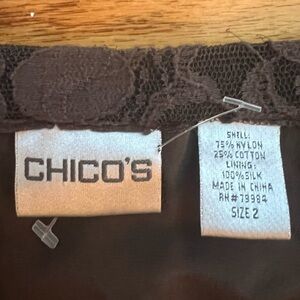 CHICO'S
SHELL:
75% NYLON
25% COTTON
LINING:
100% SILK
MADE IN CHINA
RN# 79984
SIZE 2